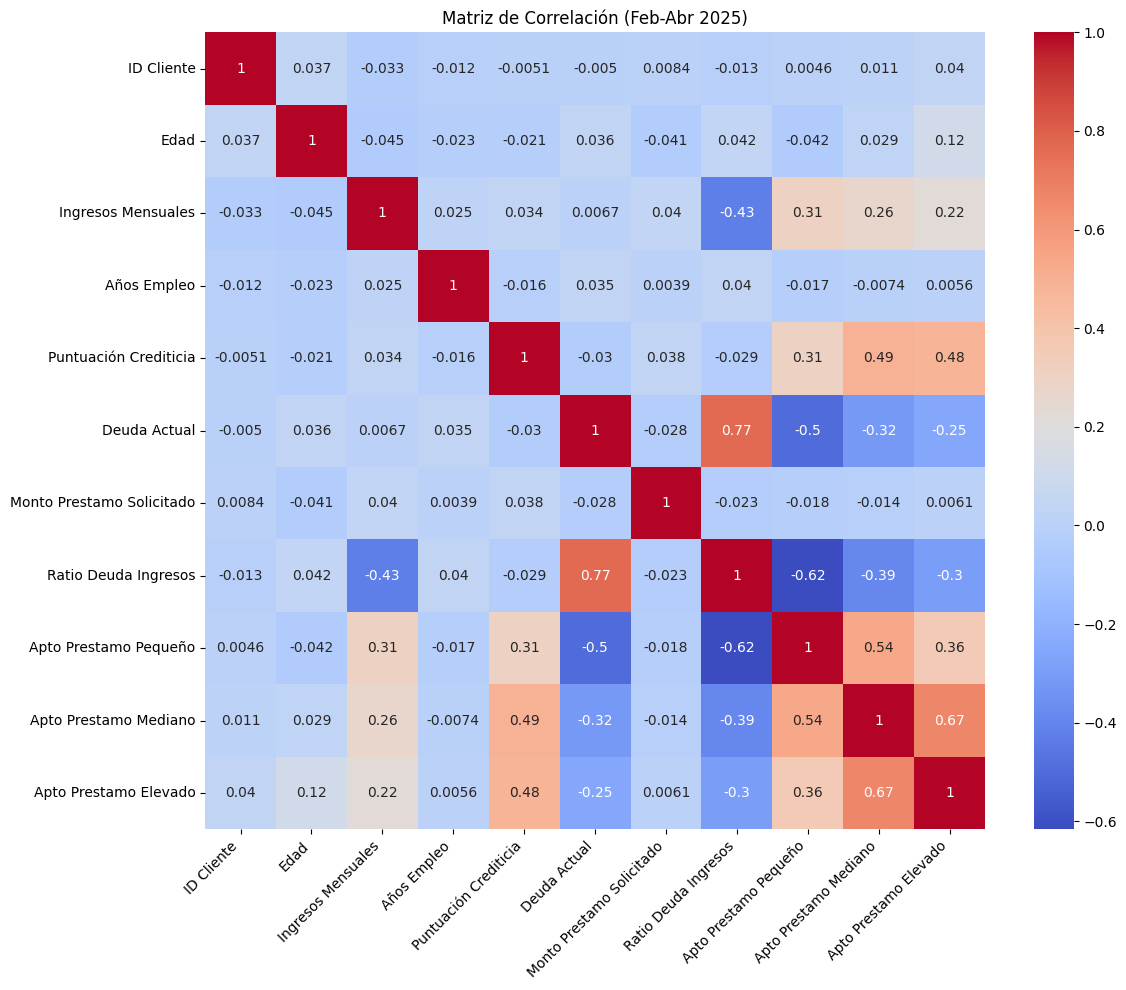 Matriz de Correlación (Feb-Abr 2025)
ID Cliente 1 0.037 -0.033 -0.012 -0.0051 -0.005 0.0084 -0.013 0.0046 0.011 0.04
Edad 0.037 1 -0.045 -0.023 -0.021 0.036 -0.041 0.042 -0.042 0.029 0.12
Ingresos Mensuales -0.033 -0.045 1 0.025 0.034 0.0067 0.04 -0.43 0.31 0.26 0.22
Años Empleo -0.012 -0.023 0.025 1 -0.016 0.035 0.0039 0.04 -0.017 -0.0074 0.0056
Puntuación Crediticia -0.0051 -0.021 0.034 -0.016 1 -0.03 0.038 -0.029 0.31 0.49 0.48
Deuda Actual -0.005 0.036 0.0067 0.035 -0.03 1 -0.028 0.77 -0.5 -0.32 -0.25
Monto Prestamo Solicitado 0.0084 -0.041 0.04 0.0039 0.038 -0.028 1 -0.023 -0.018 -0.014 0.0061
Ratio Deuda Ingresos -0.013 0.042 -0.43 0.04 -0.029 0.77 -0.023 1 -0.62 -0.39 -0.3
Apto Prestamo Pequeño 0.0046 -0.042 0.31 -0.017 0.31 -0.5 -0.018 -0.62 1 0.54 0.36
Apto Prestamo Mediano 0.011 0.029 0.26 -0.0074 0.49 -0.32 -0.014 -0.39 0.54 1 0.67
Apto Prestamo Elevado 0.04 0.12 0.22 0.0056 0.48 -0.25 0.0061 -0.3 0.36 0.67 1
ID Cliente
Edad
Ingresos Mensuales
Años Empleo
Puntuación Crediticia
Deuda Actual
Monto Prestamo Solicitado
Ratio Deuda Ingresos
Apto Prestamo Pequeño
Apto Prestamo Mediano
Apto Prestamo Elevado
1.0
0.8
0.6
0.4
0.2
0.0
−0.2
−0.4
−0.6